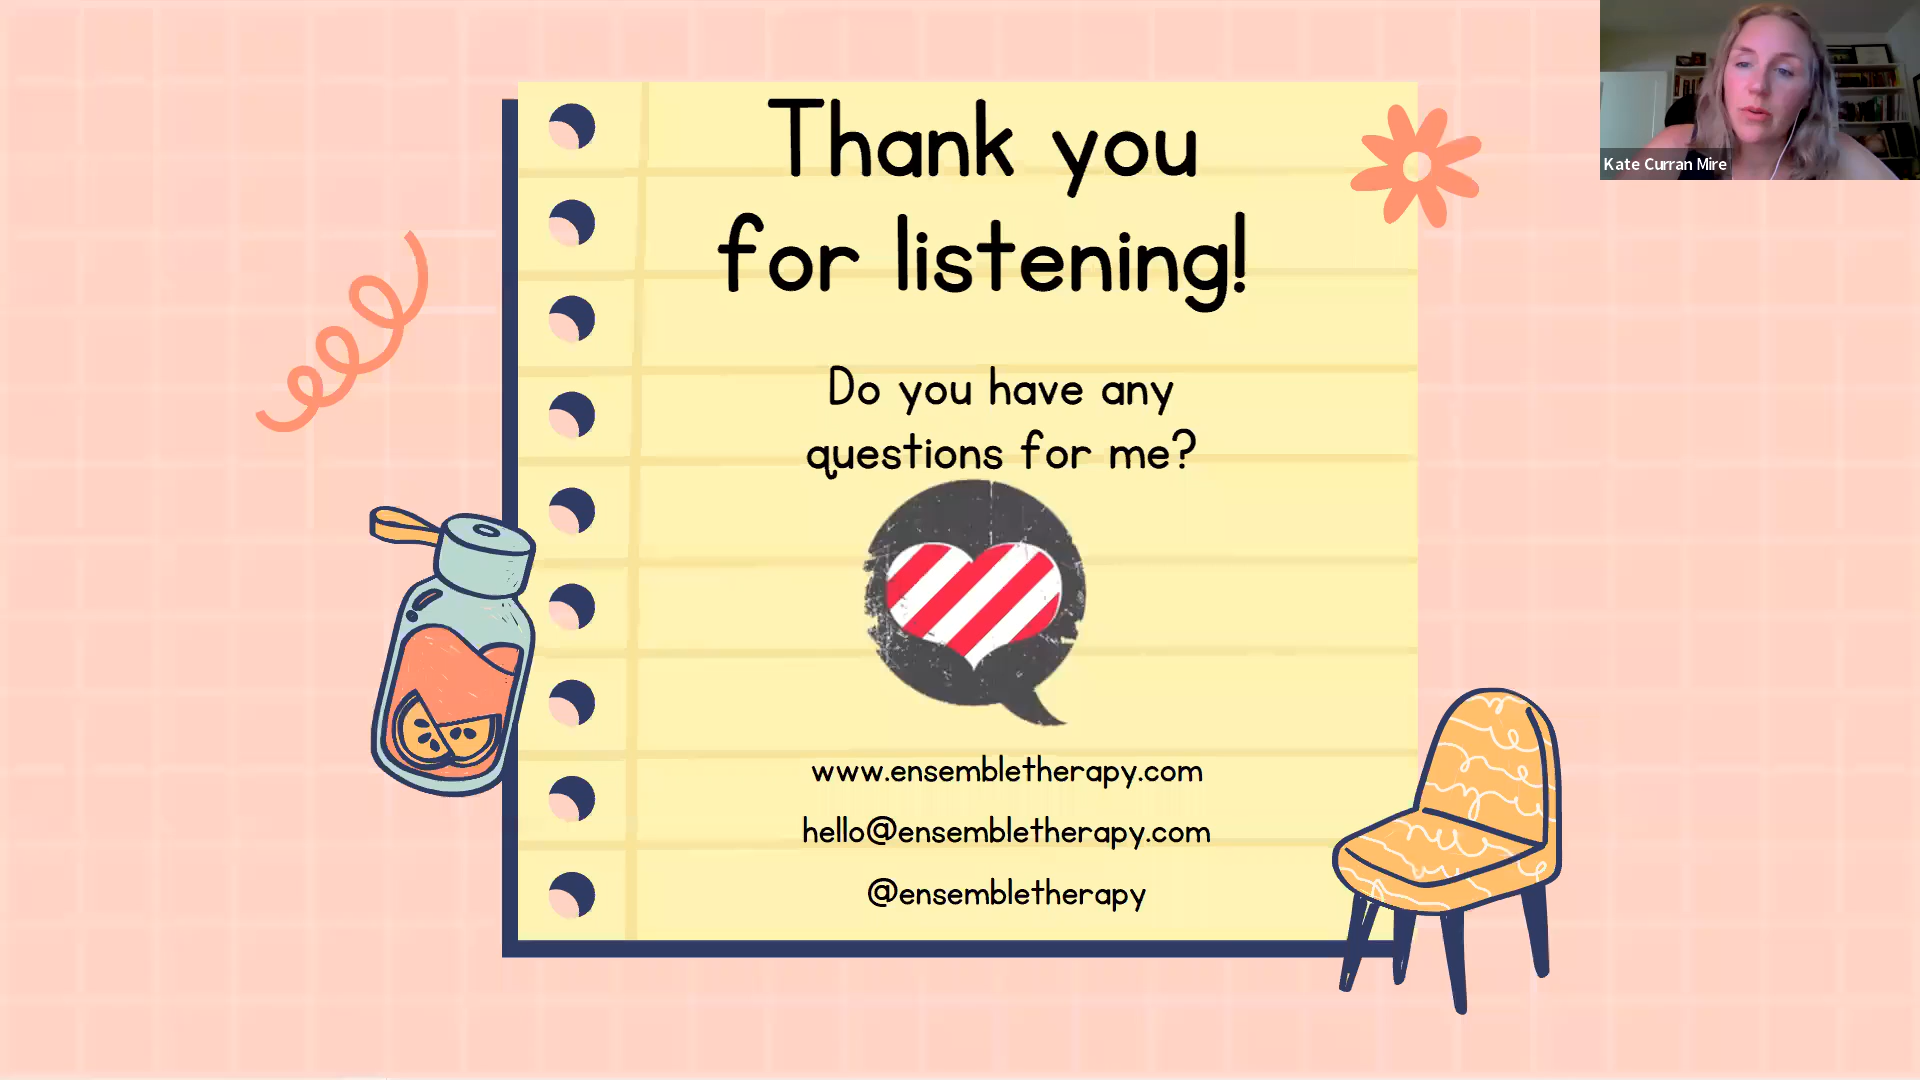 Thank you
for listening!
Kate Curran Mire
Do you have any
questions for me?
www.ensembletherapy.com
hello@ensembletherapy.com
@ensembletherapy